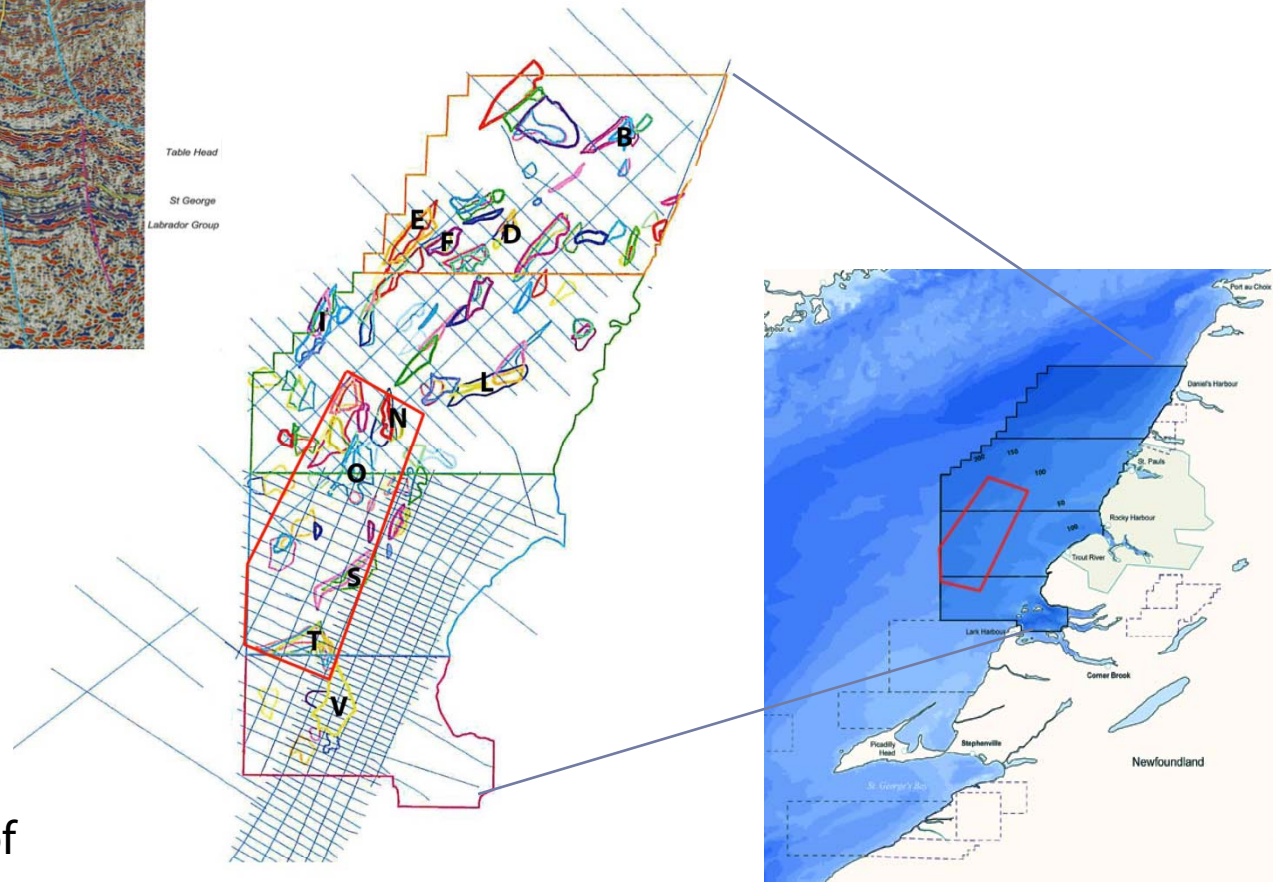 Table Head
St George
Labrador Group
B
E
F
D
I
L
N
O
S
T
V
of
Port au Choix
Daniel's Harbour
St. Pauls
200
150
100
50
100
Rocky Harbour
Trout River
Lark Harbour
Corner Brook
Picadilly
Head
Stephenville
Newfoundland
St. George's Bay